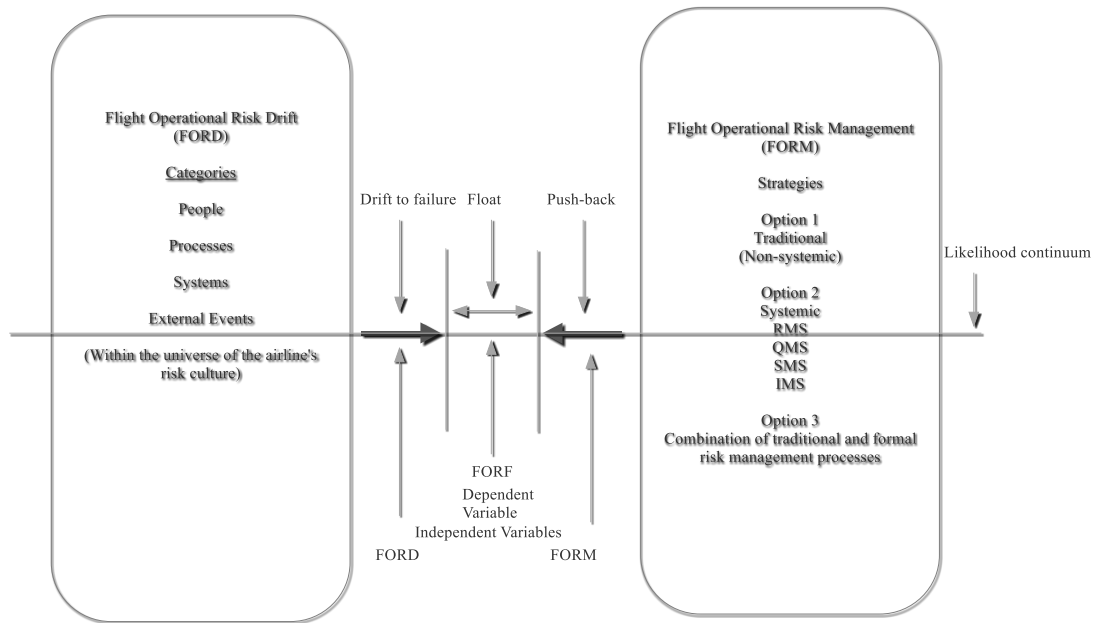 Flight Operational Risk Drift
(FORD)
Categories
People
Processes
Systems
External Events
(Within the universe of the airline's
risk culture)
Drift to failure
Float
Push-back
FORF
Dependent
Variable
Independent Variables
FORD
FORM
Flight Operational Risk Management
(FORM)
Strategies
Option 1
Traditional
(Non-systemic)
Option 2
Systemic
RMS
QMS
SMS
IMS
Option 3
Combination of traditional and formal
risk management processes
Likelihood continuum